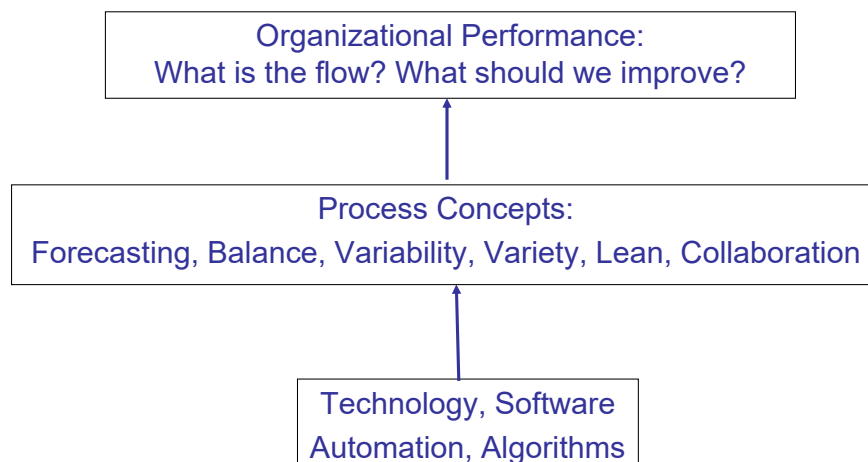 Organizational Performance:
What is the flow? What should we improve?
Process Concepts:
Forecasting, Balance, Variability, Variety, Lean, Collaboration
Technology, Software
Automation, Algorithms